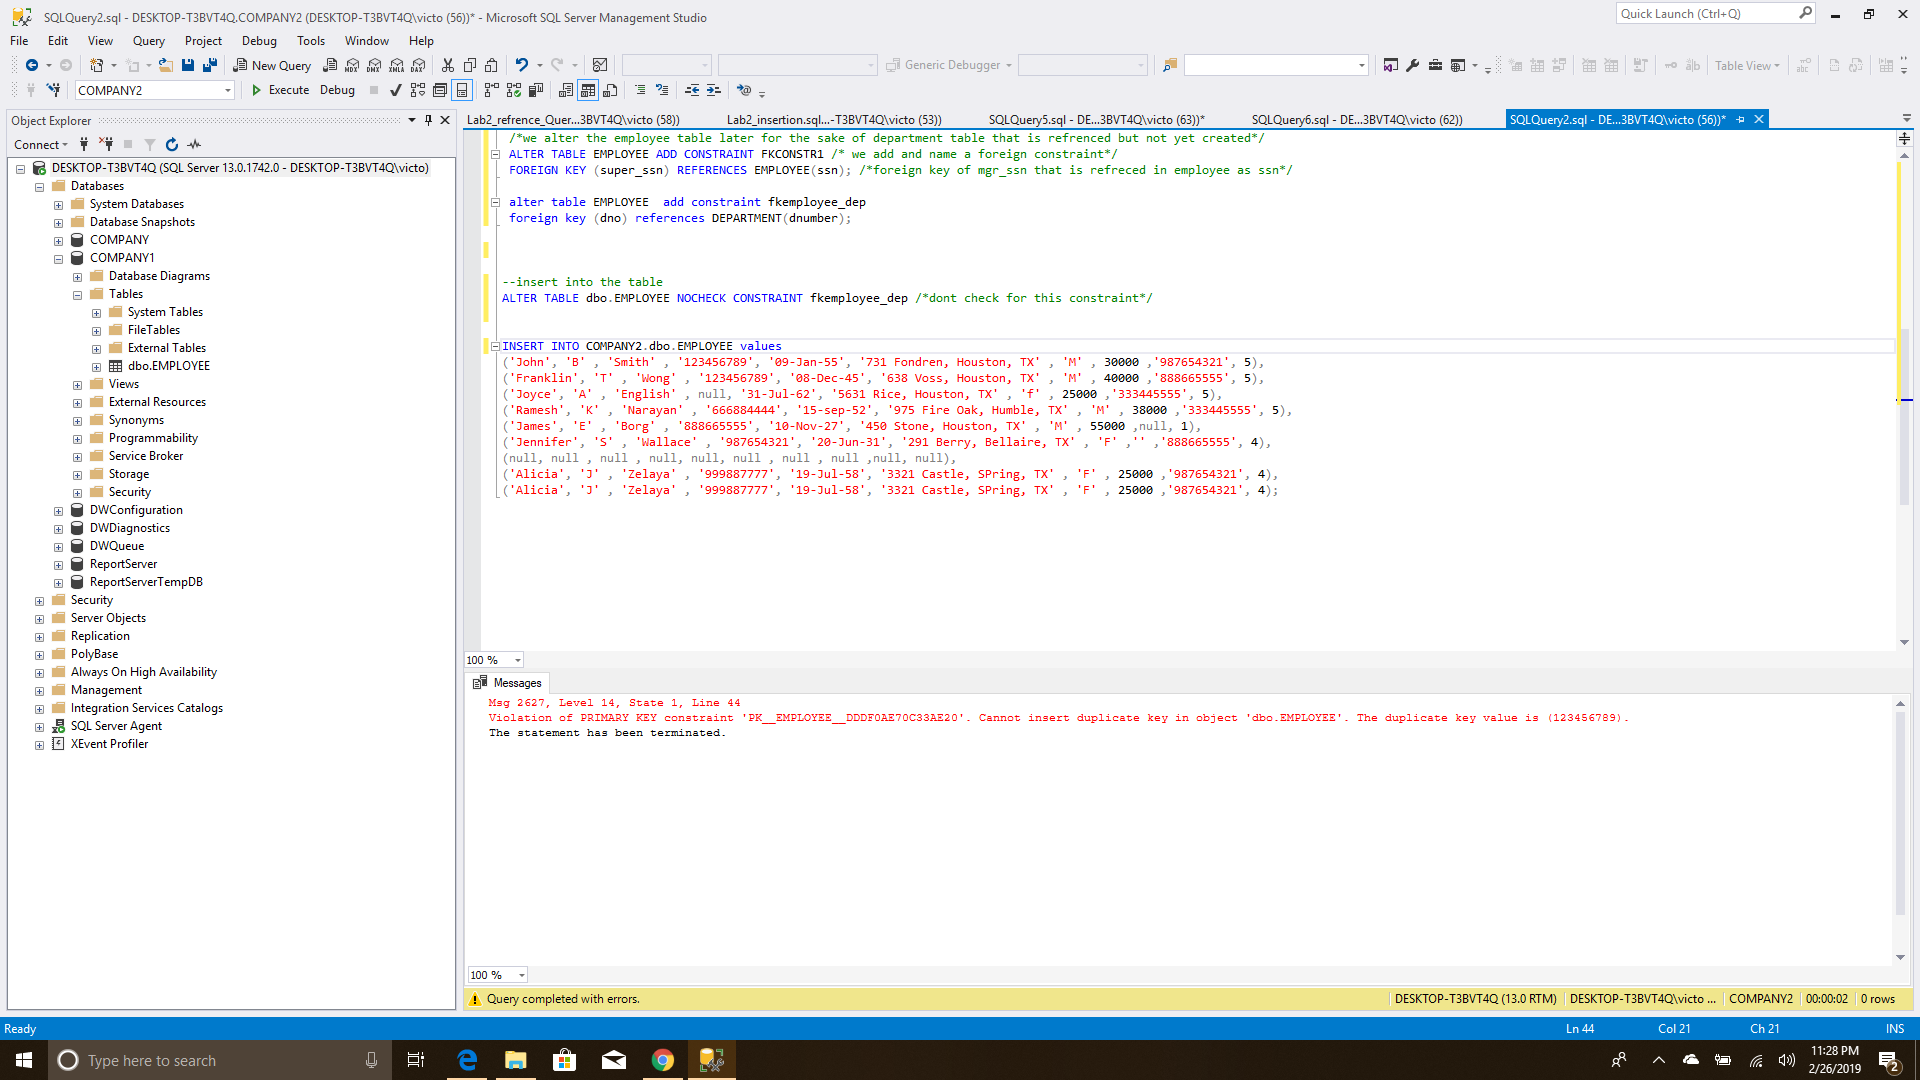 SQLQuery2.sql - DESKTOP-T3BVT4Q.COMPANY2 (DESKTOP-T3BVT4Q\victo (56))* - Microsoft SQL Server Management Studio
Quick Launch (Ctrl+Q)
File Edit View Query Project Debug Tools Window Help
New Query
MDX DMX XMLA DAX
Generic Debugger
Table View
COMPANY2
Execute Debug
Object Explorer
Lab2_refrence_Quer...3BVT4Q\victo (58)) Lab2_insertion.sql...-T3BVT4Q\victo (53)) SQLQuery5.sql - DE...3BVT4Q\victo (63))* SQLQuery6.sql - DE...3BVT4Q\victo (62)) SQLQuery2.sql - DE...3BVT4Q\victo (56))*
Connect
DESKTOP-T3BVT4Q (SQL Server 13.0.1742.0 - DESKTOP-T3BVT4Q\victo)
Databases
System Databases
Database Snapshots
COMPANY
COMPANY1
Database Diagrams
Tables
System Tables
FileTables
External Tables
dbo.EMPLOYEE
Views
External Resources
Synonyms
Programmability
Service Broker
Storage
Security
DWConfiguration
DWDiagnostics
DWQueue
ReportServer
ReportServerTempDB
Security
Server Objects
Replication
PolyBase
Always On High Availability
Management
Integration Services Catalogs
SQL Server Agent
XEvent Profiler
/*we alter the employee table later for the sake of department table that is refrenced but not yet created*/
ALTER TABLE EMPLOYEE ADD CONSTRAINT FKCONSTR1 /* we add and name a foreign constraint*/
FOREIGN KEY (super_ssn) REFERENCES EMPLOYEE(ssn); /*foreign key of mgr_ssn that is refreced in employee as ssn*/
alter table EMPLOYEE  add constraint fkemployee_dep
foreign key (dno) references DEPARTMENT(dnumber);
--insert into the table
ALTER TABLE dbo.EMPLOYEE NOCHECK CONSTRAINT fkemployee_dep /*dont check for this constraint*/
INSERT INTO COMPANY2.dbo.EMPLOYEE values
('John', 'B' , 'Smith' , '123456789', '09-Jan-55', '731 Fondren, Houston, TX' , 'M' , 30000 ,'987654321', 5),
('Franklin', 'T' , 'Wong' , '123456789', '08-Dec-45', '638 Voss, Houston, TX' , 'M' , 40000 ,'888665555', 5),
('Joyce', 'A' , 'English' , null, '31-Jul-62', '5631 Rice, Houston, TX' , 'f' , 25000 ,'333445555', 5),
('Ramesh', 'K' , 'Narayan' , '666884444', '15-sep-52', '975 Fire Oak, Humble, TX' , 'M' , 38000 ,'333445555', 5),
('James', 'E' , 'Borg' , '888665555', '10-Nov-27', '450 Stone, Houston, TX' , 'M' , 55000 ,null, 1),
('Jennifer', 'S' , 'Wallace' , '987654321', '20-Jun-31', '291 Berry, Bellaire, TX' , 'F' ,'' ,'888665555', 4),
(null, null , null , null, null, null , null , null ,null, null),
('Alicia', 'J' , 'Zelaya' , '999887777', '19-Jul-58', '3321 Castle, SPring, TX' , 'F' , 25000 ,'987654321', 4),
('Alicia', 'J' , 'Zelaya' , '999887777', '19-Jul-58', '3321 Castle, SPring, TX' , 'F' , 25000 ,'987654321', 4);
100 %
Messages
Msg 2627, Level 14, State 1, Line 44
Violation of PRIMARY KEY constraint 'PK__EMPLOYEE__DDDF0AE70C33AE20'. Cannot insert duplicate key in object 'dbo.EMPLOYEE'. The duplicate key value is (123456789).
The statement has been terminated.
100 %
Query completed with errors.
DESKTOP-T3BVT4Q (13.0 RTM) DESKTOP-T3BVT4Q\victo ... COMPANY2 00:00:02 0 rows
Ready
Ln 44 Col 21 Ch 21 INS
Type here to search
11:28 PM
2/26/2019
2